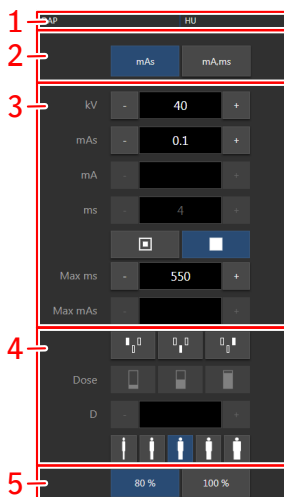 1 DAP HU
2 mAs mA.ms
3
kV - 40 +
mAs - 0.1 +
mA - +
ms - 4 +
Max ms - 550 +
Max mAs - +
4
Dose
D - +
5 80 % 100 %